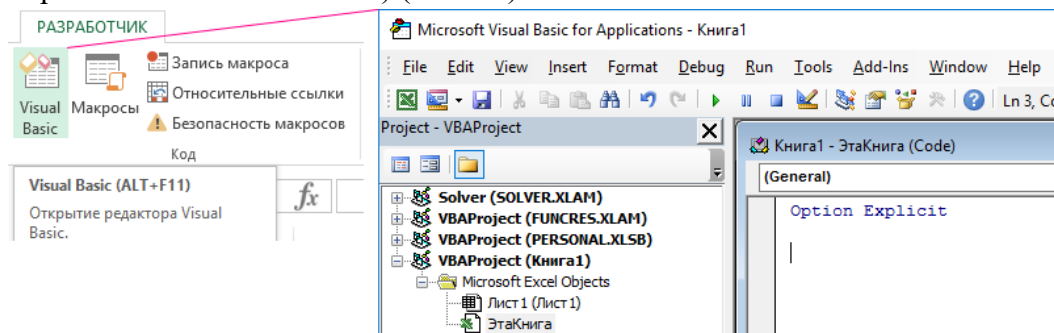 РАЗРАБОТЧИК
Visual Basic
Макросы
Запись макроса
Относительные ссылки
Безопасность макросов
Код
Visual Basic (ALT+F11)
Открытие редактора Visual
Basic.
fx
Microsoft Visual Basic for Applications - Книга1
File Edit View Insert Format Debug Run Tools Add-Ins Window Help
Ln 3,
Project - VBAProject
Solver (SOLVER.XLAM)
VBAProject (FUNCRES.XLAM)
VBAProject (PERSONAL.XLSB)
VBAProject (Книга1)
Microsoft Excel Objects
Лист1 (Лист1)
ЭтаКнига
Книга1 - ЭтаКнига (Code)
(General)
Option Explicit